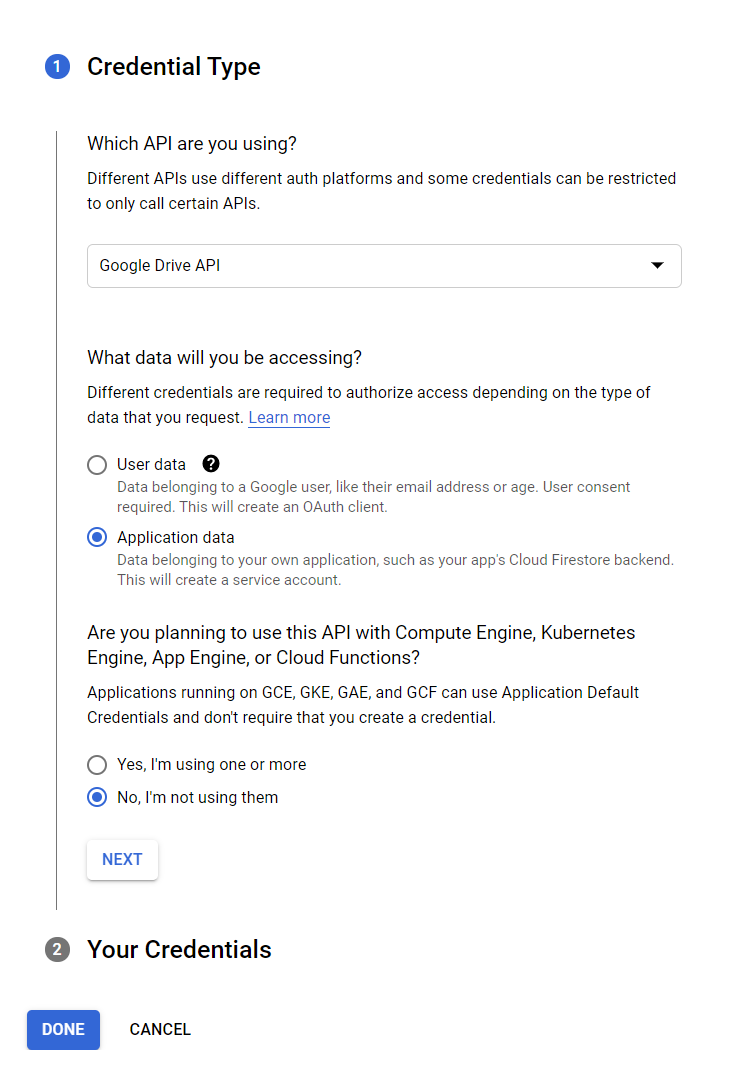 1 Credential Type
Which API are you using?
Different APIs use different auth platforms and some credentials can be restricted
to only call certain APIs.
Google Drive API
What data will you be accessing?
Different credentials are required to authorize access depending on the type of
data that you request. Learn more
User data ?
Data belonging to a Google user, like their email address or age. User consent
required. This will create an OAuth client.
Application data
Data belonging to your own application, such as your app's Cloud Firestore backend.
This will create a service account.
Are you planning to use this API with Compute Engine, Kubernetes
Engine, App Engine, or Cloud Functions?
Applications running on GCE, GKE, GAE, and GCF can use Application Default
Credentials and don't require that you create a credential.
Yes, I'm using one or more
No, I'm not using them
NEXT
2 Your Credentials
DONE CANCEL